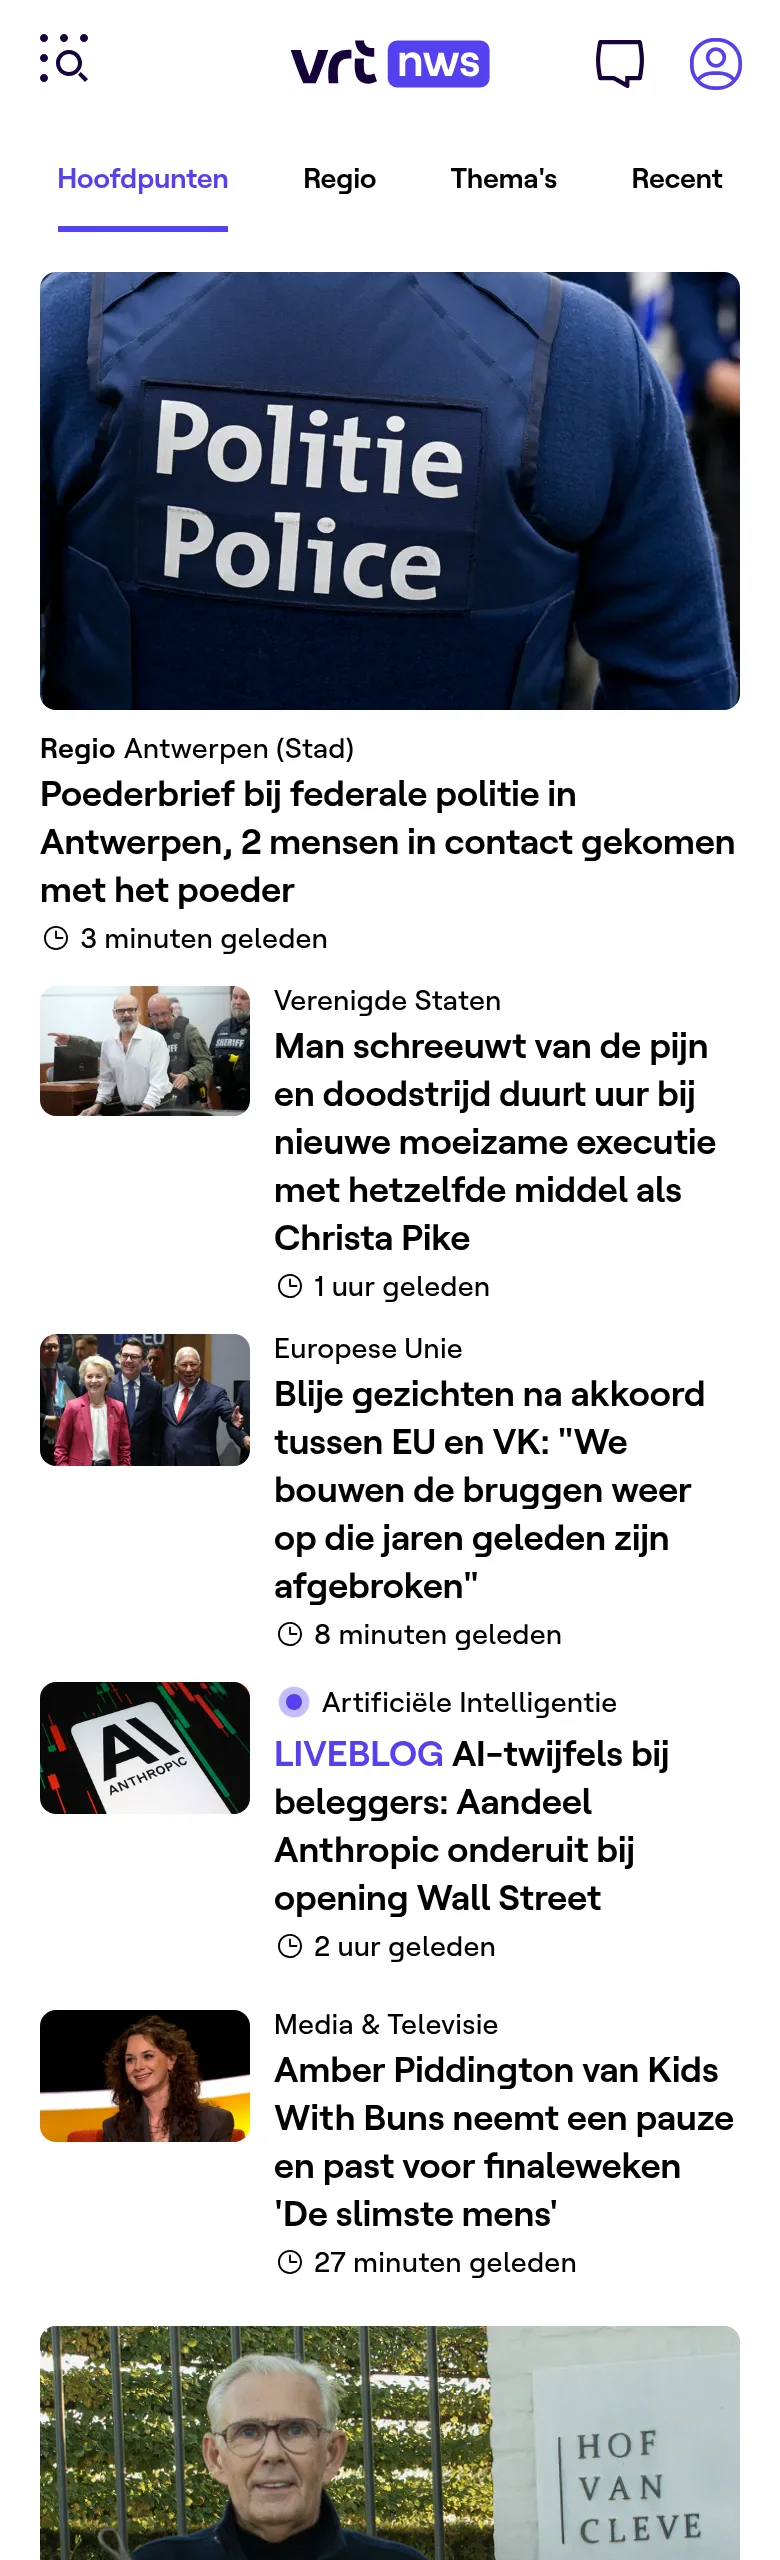 vrt nws
Hoofdpunten
Regio
Thema's
Recent
Politie
Police
Regio Antwerpen (Stad)
Poederbrief bij federale politie in
Antwerpen, 2 mensen in contact gekomen
met het poeder
3 minuten geleden
SHERIFF
Verenigde Staten
Man schreeuwt van de pijn
en doodstrijd duurt uur bij
nieuwe moeizame executie
met hetzelfde middel als
Christa Pike
1 uur geleden
EU
Europese Unie
Blije gezichten na akkoord
tussen EU en VK: "We
bouwen de bruggen weer
op die jaren geleden zijn
afgebroken"
8 minuten geleden
AI
ANTHROP\C
Artificiële Intelligentie
LIVEBLOG AI-twijfels bij
beleggers: Aandeel
Anthropic onderuit bij
opening Wall Street
2 uur geleden
Media & Televisie
Amber Piddington van Kids
With Buns neemt een pauze
en past voor finaleweken
'De slimste mens'
27 minuten geleden
HOF
VAN
CLEVE